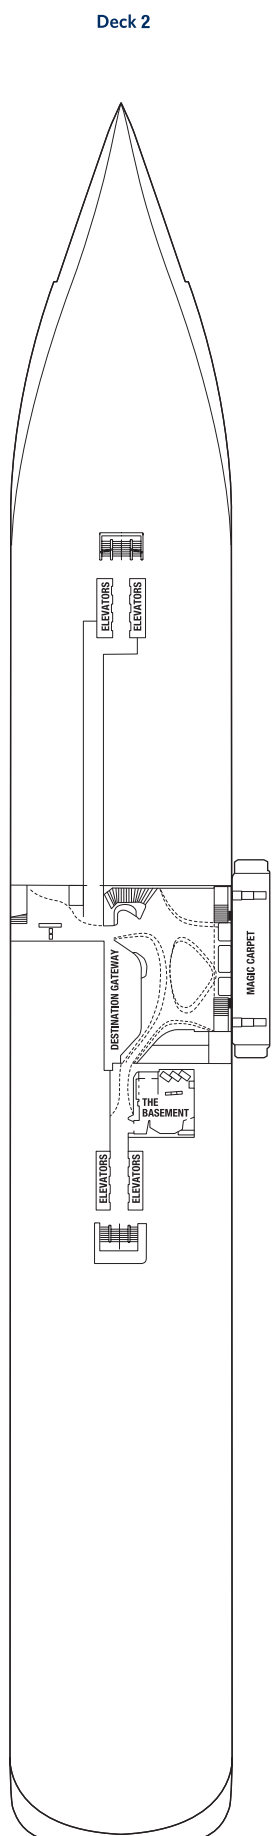 Deck 2
ELEVATORS
ELEVATORS
MAGIC CARPET
DESTINATION GATEWAY
THE
BASEMENT
ELEVATORS
ELEVATORS